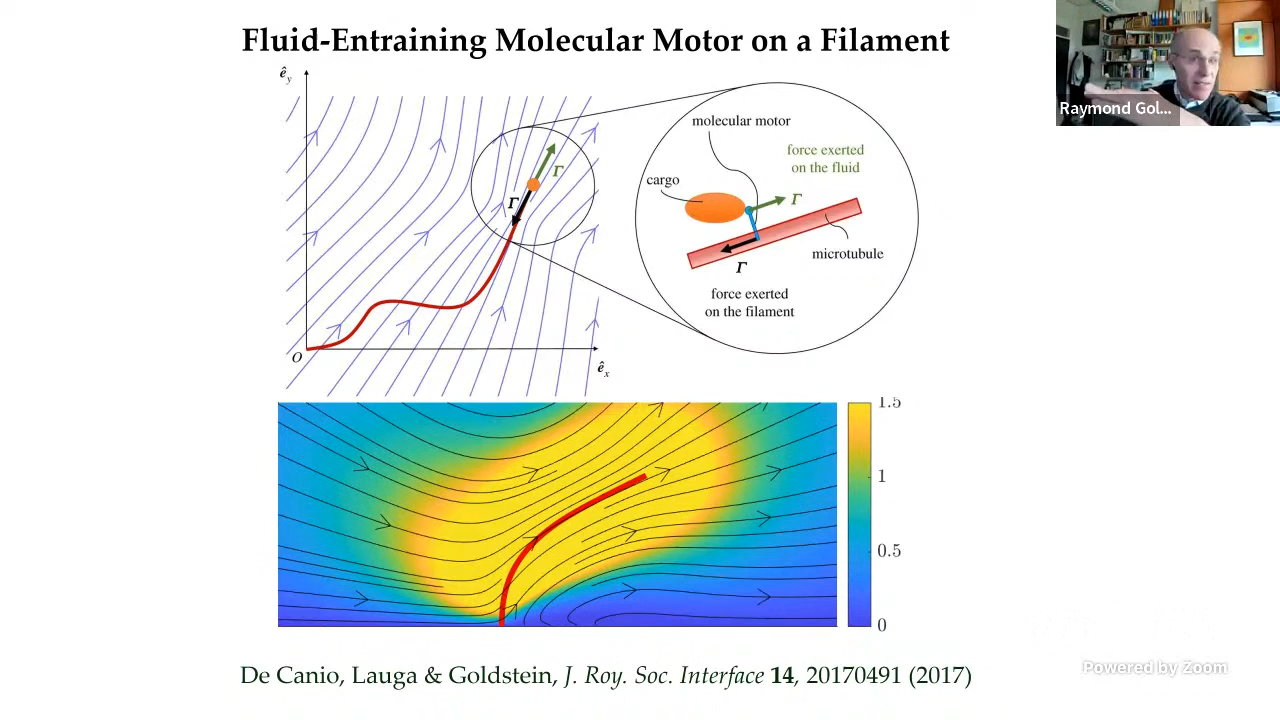 Fluid-Entraining Molecular Motor on a Filament
Raymond Gol...
ê_y
Γ
Γ
O
ê_x
molecular motor
force exerted
on the fluid
cargo
Γ
microtubule
Γ
force exerted
on the filament
1.5
1
0.5
0
De Canio, Lauga & Goldstein, J. Roy. Soc. Interface 14, 20170491 (2017)
Powered by Zoom